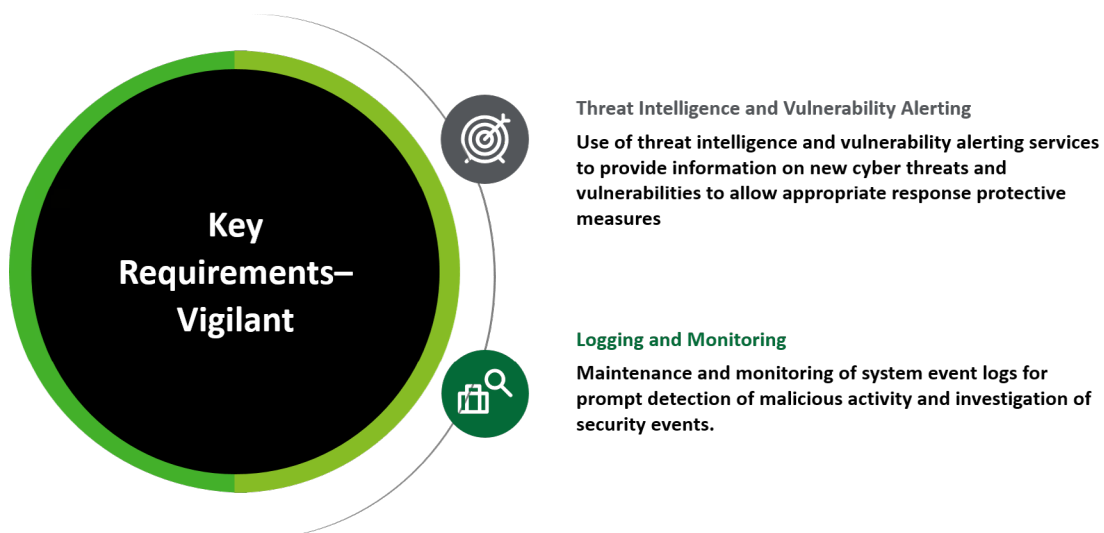 Key
Requirements–
Vigilant
Threat Intelligence and Vulnerability Alerting
Use of threat intelligence and vulnerability alerting services
to provide information on new cyber threats and
vulnerabilities to allow appropriate response protective
measures
Logging and Monitoring
Maintenance and monitoring of system event logs for
prompt detection of malicious activity and investigation of
security events.